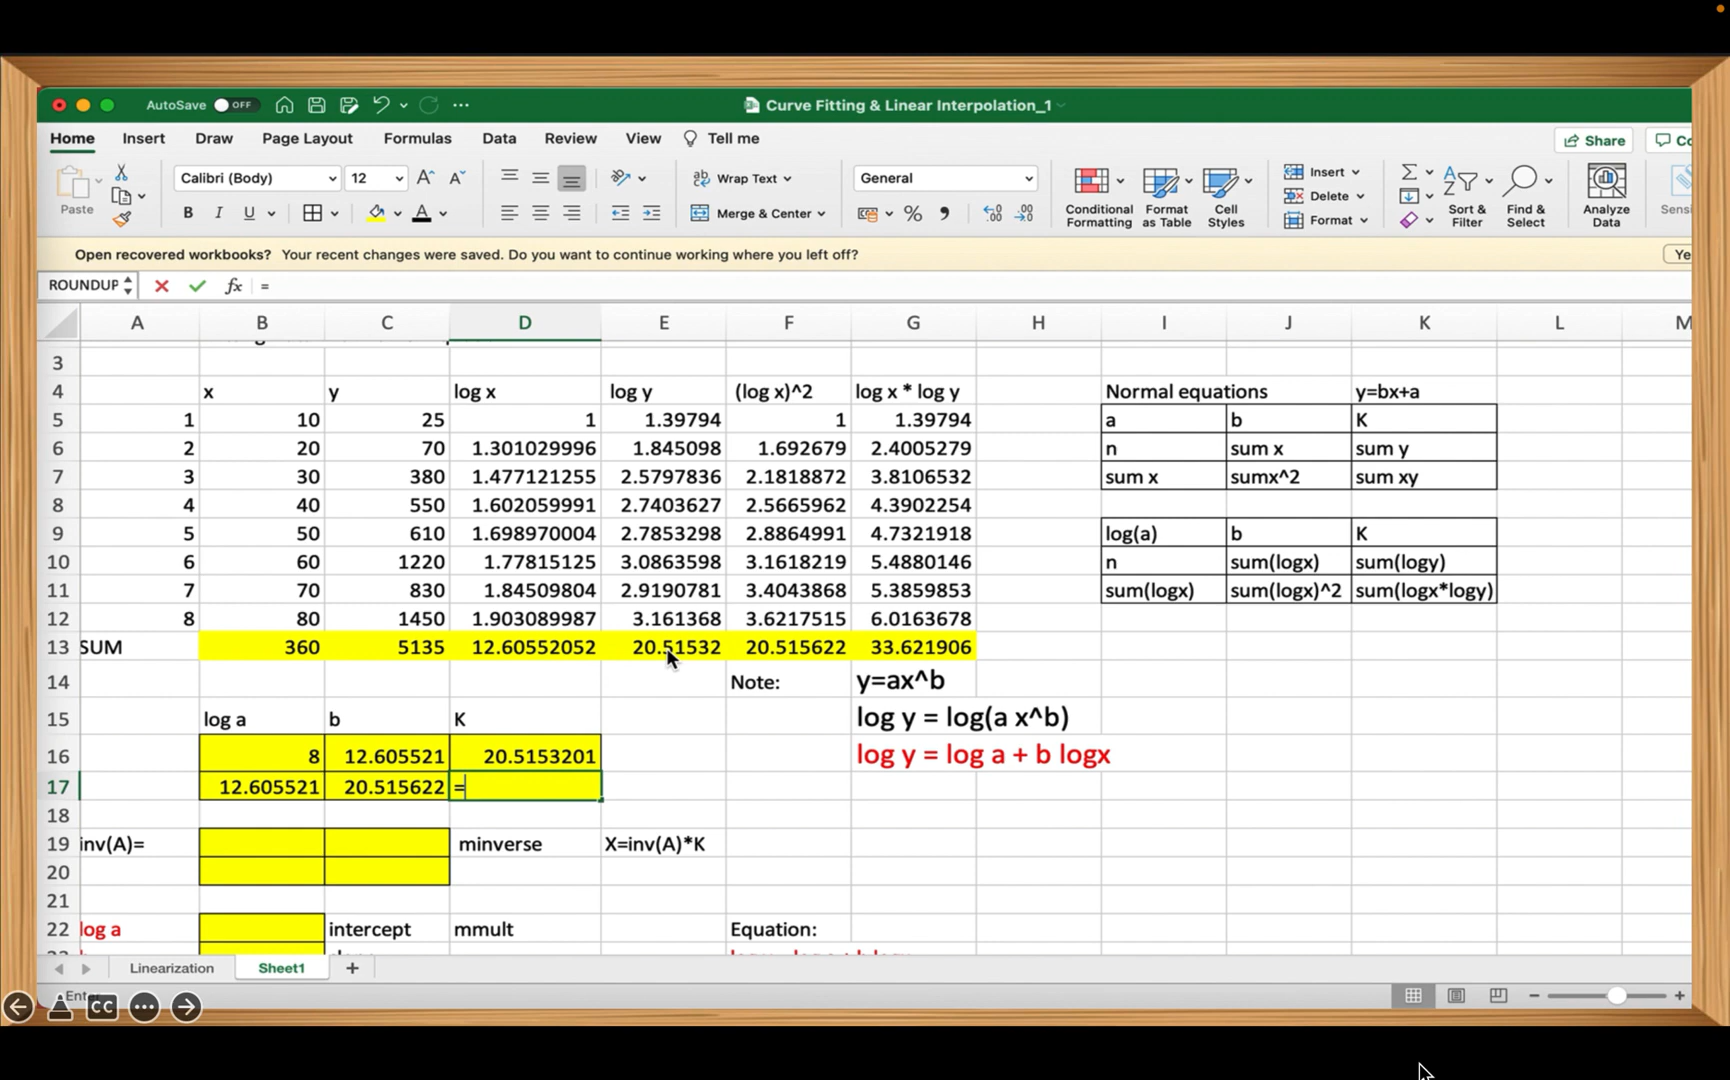 AutoSave OFF Curve Fitting & Linear Interpolation_1
Home Insert Draw Page Layout Formulas Data Review View Tell me Share
Paste Calibri (Body) 12 A^ A˅ Wrap Text General Insert
B I U A Merge & Center % Conditional Formatting Format as Table Cell Styles Delete Format Sort & Filter Find & Select Analyze Data
Open recovered workbooks? Your recent changes were saved. Do you want to continue working where you left off?
ROUNDUP fx =
A B C D E F G H I J K L M
3
4 x y log x log y (log x)^2 log x * log y Normal equations y=bx+a
5 1 10 25 1 1.39794 1 1.39794 a b K
6 2 20 70 1.301029996 1.845098 1.692679 2.4005279 n sum x sum y
7 3 30 380 1.477121255 2.5797836 2.1818872 3.8106532 sum x sumx^2 sum xy
8 4 40 550 1.602059991 2.7403627 2.5665962 4.3902254
9 5 50 610 1.698970004 2.7853298 2.8864991 4.7321918 log(a) b K
10 6 60 1220 1.77815125 3.0863598 3.1618219 5.4880146 n sum(logx) sum(logy)
11 7 70 830 1.84509804 2.9190781 3.4043868 5.3859853 sum(logx) sum(logx)^2 sum(logx*logy)
12 8 80 1450 1.903089987 3.161368 3.6217515 6.0163678
13 SUM 360 5135 12.60552052 20.51532 20.515622 33.621906
14 Note: y=ax^b
15 log a b K log y = log(a x^b)
16 8 12.605521 20.5153201 log y = log a + b logx
17 12.605521 20.515622 =
18
19 inv(A)= minverse X=inv(A)*K
20
21
22 log a intercept mmult Equation:
Linearization Sheet1 +
Enter
CC